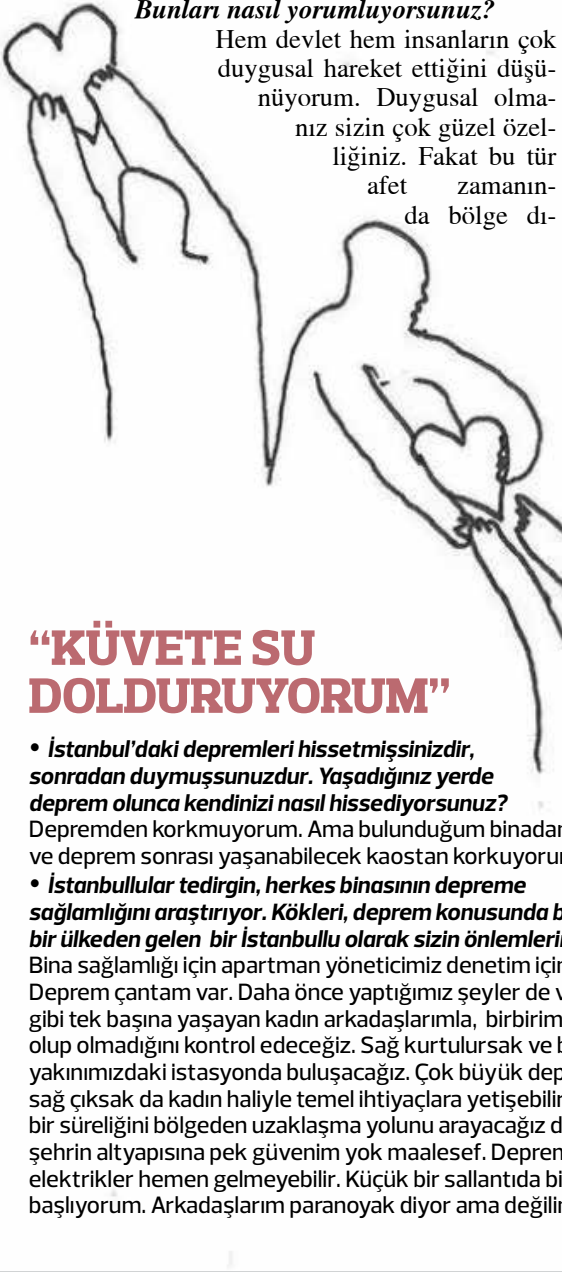 Bunları nasıl yorumluyorsunuz?
Hem devlet hem insanların çok
duygusal hareket ettiğini düşü-
nüyorum. Duygusal olma-
nız sizin çok güzel özel-
liğiniz. Fakat bu tür
afet zamanın-
da bölge dı-
“KÜVETE SU
DOLDURUYORUM”
• İstanbul’daki depremleri hissetmişsinizdir,
sonradan duymuşsunuzdur. Yaşadığınız yerde
deprem olunca kendinizi nasıl hissediyorsunuz?
Depremden korkmuyorum. Ama bulunduğum binadan
ve deprem sonrası yaşanabilecek kaostan korkuyorum
• İstanbullular tedirgin, herkes binasının depreme
sağlamlığını araştırıyor. Kökleri, deprem konusunda b
bir ülkeden gelen bir İstanbullu olarak sizin önlemleri
Bina sağlamlığı için apartman yöneticimiz denetim için
Deprem çantam var. Daha önce yaptığımız şeyler de v
gibi tek başına yaşayan kadın arkadaşlarımla, birbirim
olup olmadığını kontrol edeceğiz. Sağ kurtulursak ve b
yakınımızdaki istasyonda buluşacağız. Çok büyük dep
sağ çıksak da kadın haliyle temel ihtiyaçlara yetişebilir
bir süreliğini bölgeden uzaklaşma yolunu arayacağız d
şehrin altyapısına pek güvenim yok maalesef. Depren
elektrikler hemen gelmeyebilir. Küçük bir sallantıda bi
başlıyorum. Arkadaşlarım paranoyak diyor ama değilir